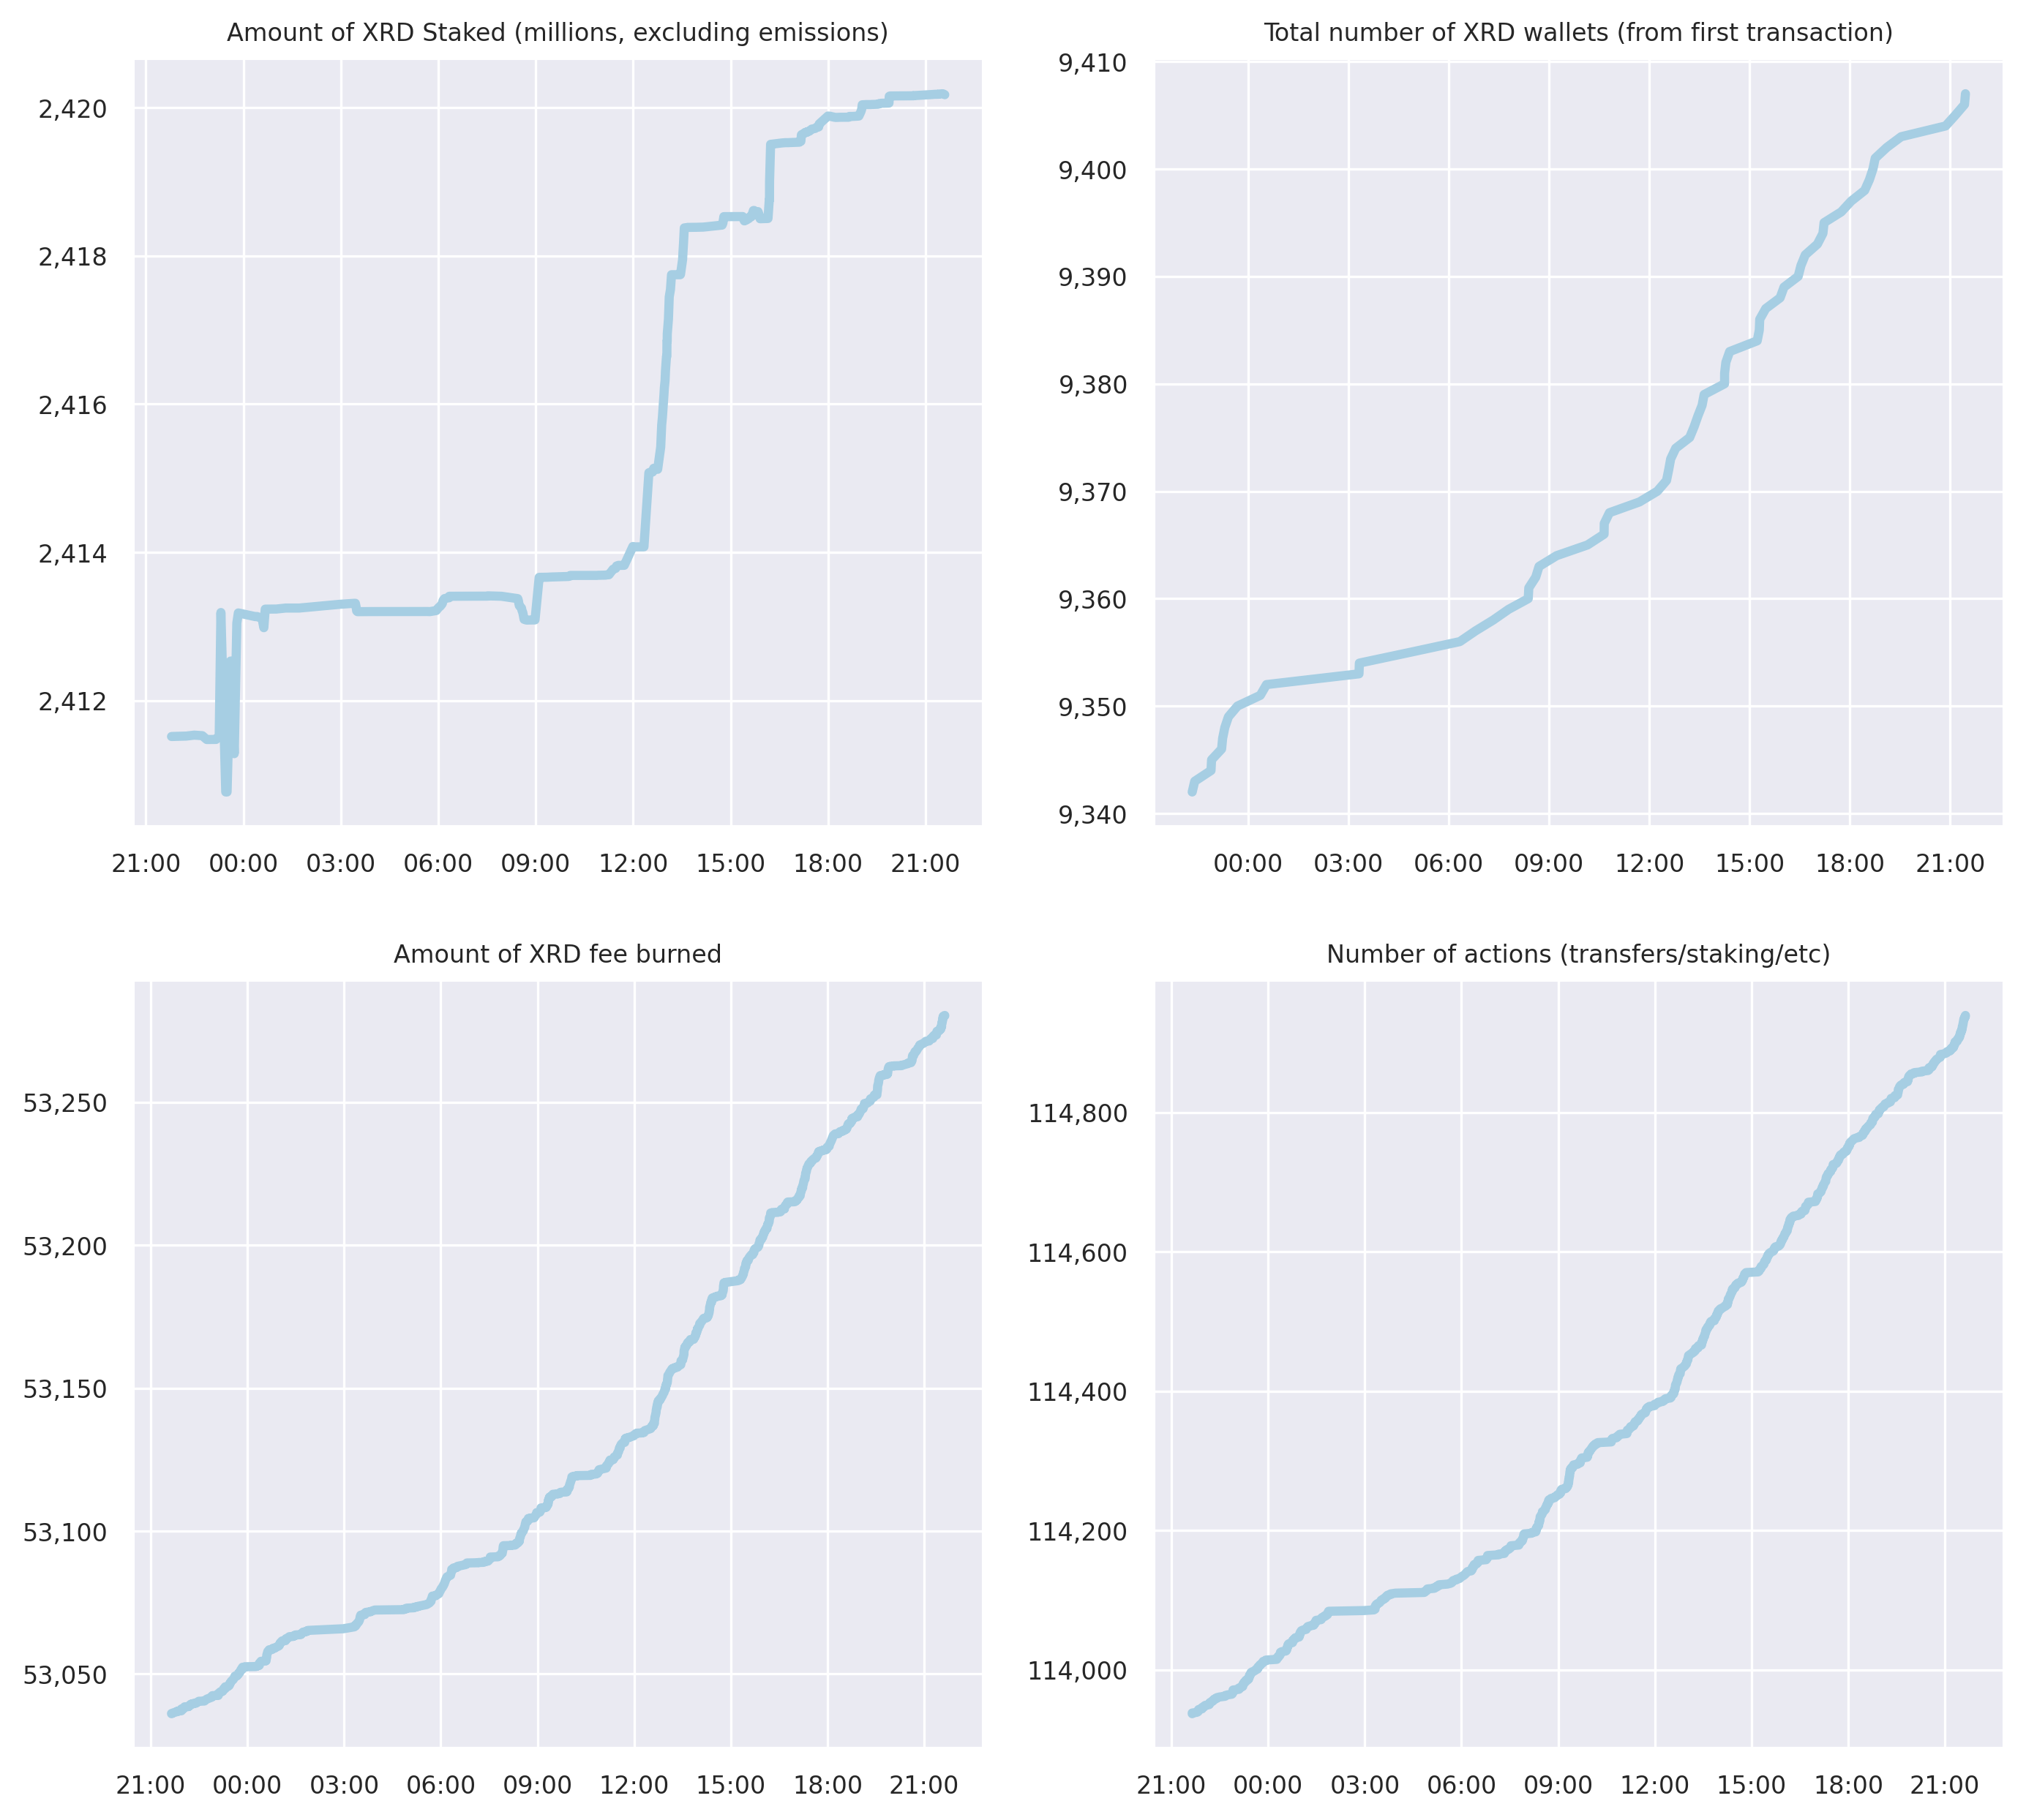 Amount of XRD Staked (millions, excluding emissions)
2,420
2,418
2,416
2,414
2,412
21:00 00:00 03:00 06:00 09:00 12:00 15:00 18:00 21:00
Total number of XRD wallets (from first transaction)
9,410
9,400
9,390
9,380
9,370
9,360
9,350
9,340
00:00 03:00 06:00 09:00 12:00 15:00 18:00 21:00
Amount of XRD fee burned
53,250
53,200
53,150
53,100
53,050
21:00 00:00 03:00 06:00 09:00 12:00 15:00 18:00 21:00
Number of actions (transfers/staking/etc)
114,800
114,600
114,400
114,200
114,000
21:00 00:00 03:00 06:00 09:00 12:00 15:00 18:00 21:00